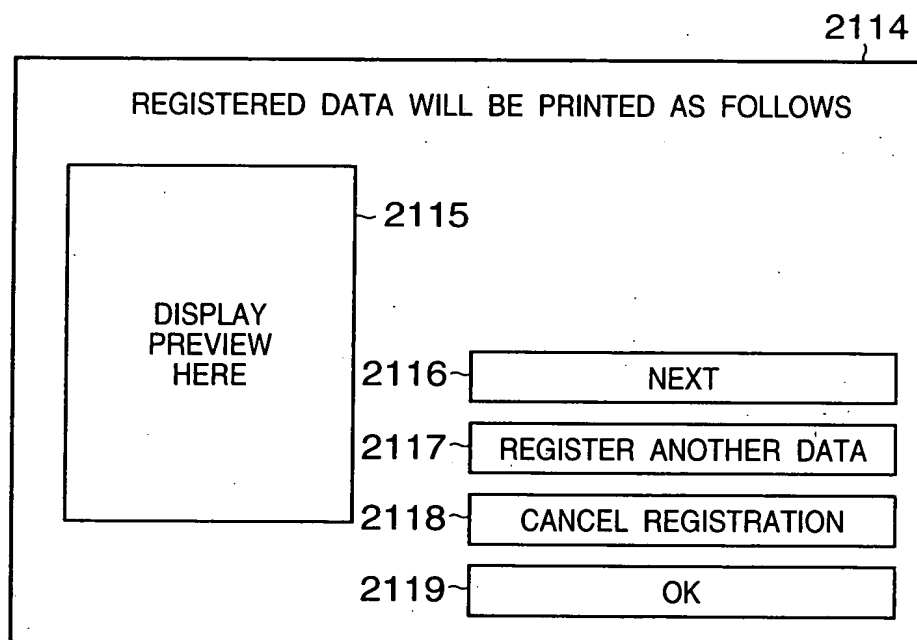 2114
REGISTERED DATA WILL BE PRINTED AS FOLLOWS
2115
DISPLAY
PREVIEW
HERE
2116 NEXT
2117 REGISTER ANOTHER DATA
2118 CANCEL REGISTRATION
2119 OK